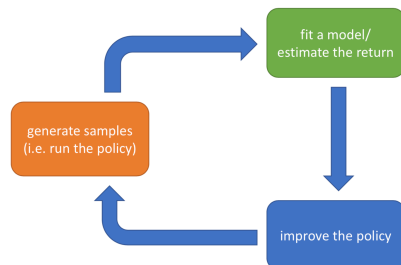 fit a model/
estimate the return
generate samples
(i.e. run the policy)
improve the policy